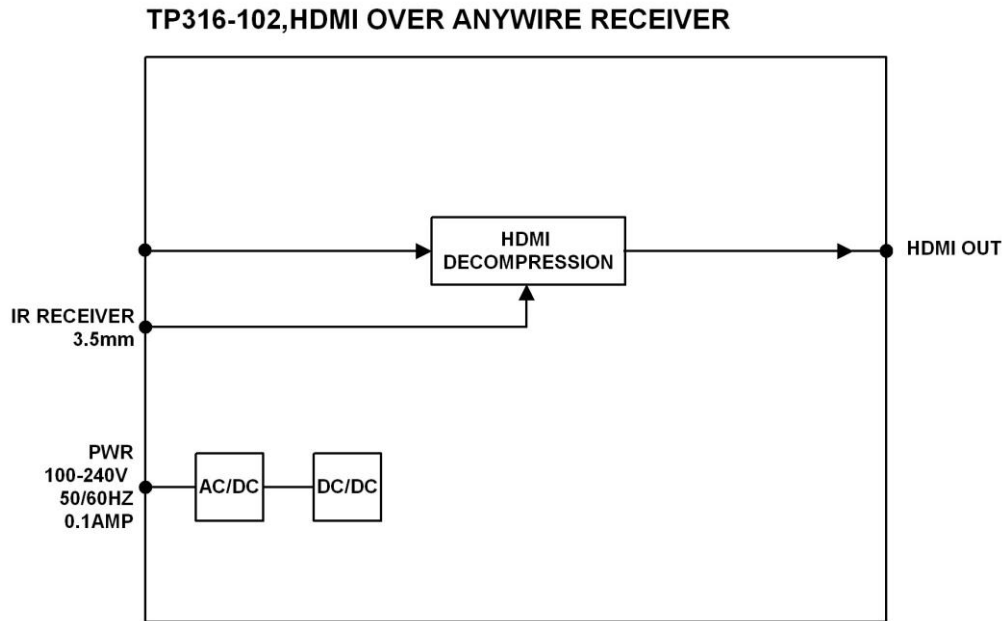 TP316-102,HDMI OVER ANYWIRE RECEIVER
HDMI
DECOMPRESSION
HDMI OUT
IR RECEIVER
3.5mm
PWR
100-240V
50/60HZ
0.1AMP
AC/DC
DC/DC